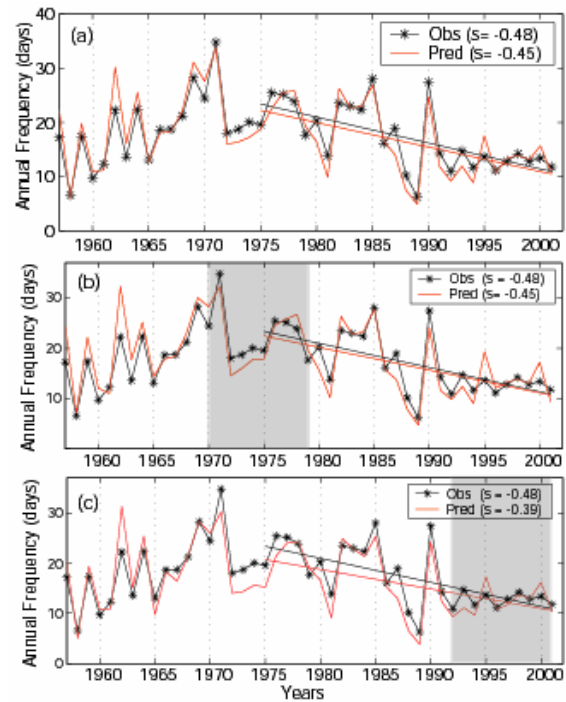 (a)
Obs (s= -0.48)
Pred (s= -0.45)
Annual Frequency (days)
40
30
20
10
0
1960 1965 1970 1975 1980 1985 1990 1995 2000
(b)
Obs (s= -0.48)
Pred (s= -0.45)
Annual Frequency (days)
30
20
10
1960 1965 1970 1975 1980 1985 1990 1995 2000
(c)
Obs (s = -0.48)
Pred (s = -0.39)
Annual Frequency (days)
30
20
10
0
1960 1965 1970 1975 1980 1985 1990 1995 2000
Years